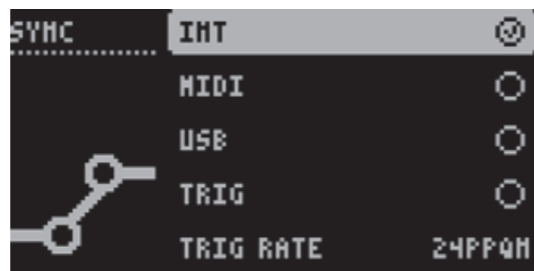 SYNC
INT
MIDI
USB
TRIG
TRIG RATE 24PPQN